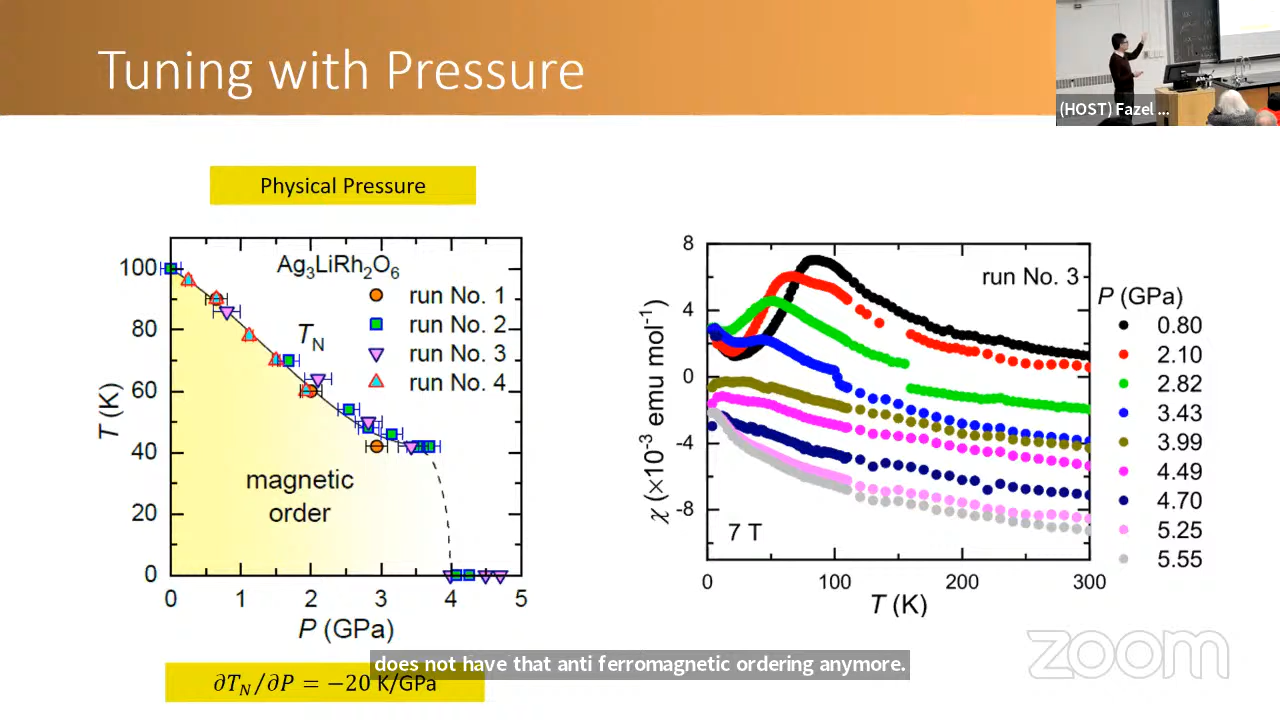 Tuning with Pressure
(HOST) Fazel ...
Physical Pressure
Ag₃LiRh₂O₆
run No. 1
run No. 2
run No. 3
run No. 4
T_N
magnetic
order
T (K)
100
80
60
40
20
0
0 1 2 3 4 5
P (GPa)
∂T_N/∂P = −20 K/GPa
run No. 3
P (GPa)
0.80
2.10
2.82
3.43
3.99
4.49
4.70
5.25
5.55
χ (×10⁻³ emu mol⁻¹)
8
4
0
-4
-8
7 T
0 100 200 300
T (K)
does not have that anti ferromagnetic ordering anymore.
zoom